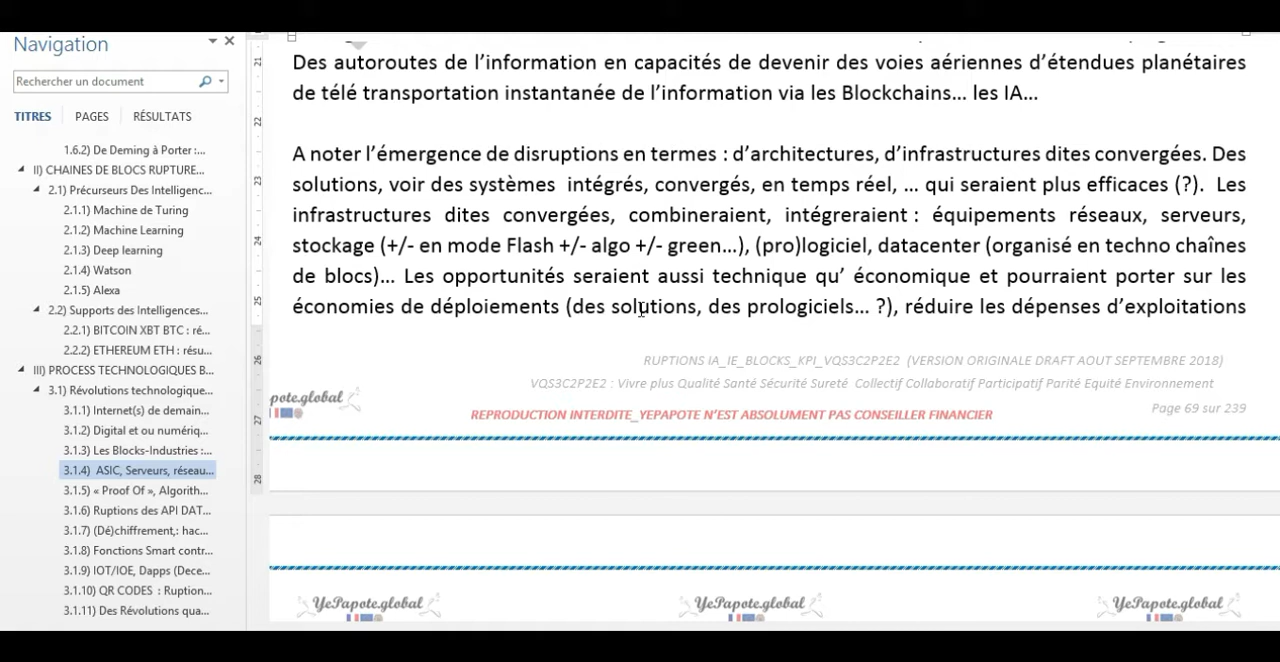 Navigation
Rechercher un document
TITRES PAGES RÉSULTATS
1.6.2) De Deming à Porter :...
II) CHAINES DE BLOCS RUPTURE...
2.1) Précurseurs Des Intelligenc...
2.1.1) Machine de Turing
2.1.2) Machine Learning
2.1.3) Deep learning
2.1.4) Watson
2.1.5) Alexa
2.2) Supports des Intelligences...
2.2.1) BITCOIN XBT BTC : ré...
2.2.2) ETHEREUM ETH : résu...
III) PROCESS TECHNOLOGIQUES B...
3.1) Révolutions technologique...
3.1.1) Internet(s) de demain...
3.1.2) Digital et ou numériq...
3.1.3) Les Blocks-Industries :...
3.1.4) ASIC, Serveurs, réseau...
3.1.5) « Proof Of », Algorith...
3.1.6) Ruptions des API DAT...
3.1.7) (Dé)chiffrement,: hac...
3.1.8) Fonctions Smart contr...
3.1.9) IOT/IOE, Dapps (Dece...
3.1.10) QR CODES : Ruption...
3.1.11) Des Révolutions qua...
21
22
23
24
25
26
27
28
Des autoroutes de l’information en capacités de devenir des voies aériennes d’étendues planétaires
de télé transportation instantanée de l’information via les Blockchains... les IA...
A noter l’émergence de disruptions en termes : d’architectures, d’infrastructures dites convergées. Des
solutions, voir des systèmes intégrés, convergés, en temps réel, ... qui seraient plus efficaces (?). Les
infrastructures dites convergées, combineraient, intégreraient : équipements réseaux, serveurs,
stockage (+/- en mode Flash +/- algo +/- green...), (pro)logiciel, datacenter (organisé en techno chaînes
de blocs)... Les opportunités seraient aussi technique qu’ économique et pourraient porter sur les
économies de déploiements (des solutions, des prologiciels... ?), réduire les dépenses d’exploitations
RUPTIONS IA_IE_BLOCKS_KPI_VQS3C2P2E2 (VERSION ORIGINALE DRAFT AOUT SEPTEMBRE 2018)
VQS3C2P2E2 : Vivre plus Qualité Santé Sécurité Sureté Collectif Collaboratif Participatif Parité Equité Environnement
pote.global
REPRODUCTION INTERDITE_YEPAPOTE N’EST ABSOLUMENT PAS CONSEILLER FINANCIER
Page 69 sur 239
YePapote.global YePapote.global YePapote.global